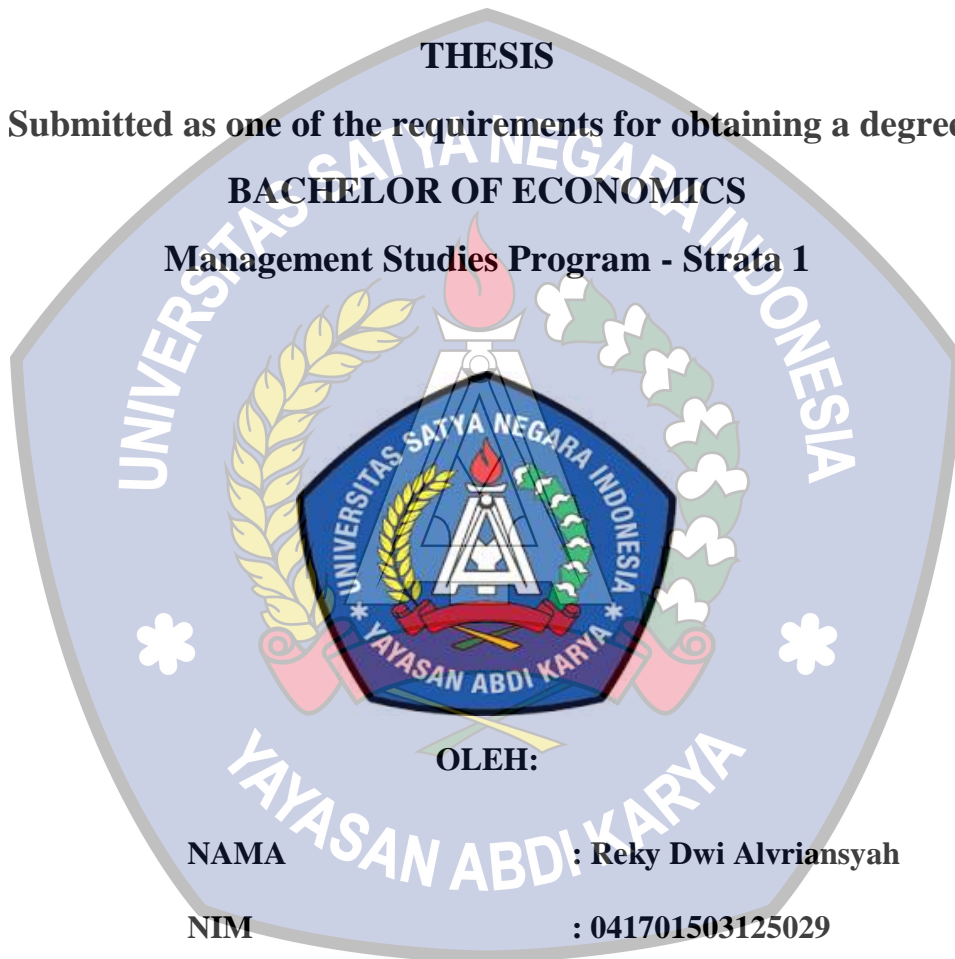 THESIS
Submitted as one of the requirements for obtaining a degree
BACHELOR OF ECONOMICS
Management Studies Program - Strata 1
UNIVERSITAS SATYA NEGARA INDONESIA
* YAYASAN ABDI KARYA *
UNIVERSITAS SATYA NEGARA INDONESIA
* YAYASAN ABDI KARYA *
OLEH:
NAMA : Reky Dwi Alvriansyah
NIM : 041701503125029